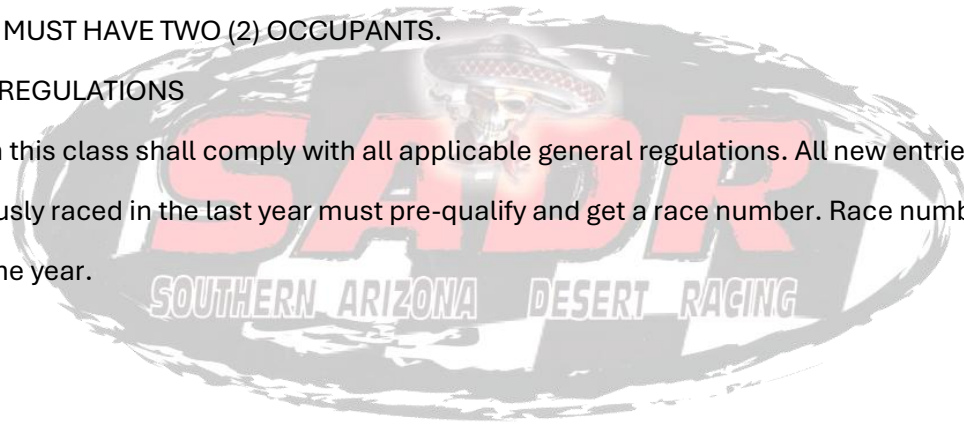 MUST HAVE TWO (2) OCCUPANTS.
REGULATIONS
this class shall comply with all applicable general regulations. All new entrie
usly raced in the last year must pre-qualify and get a race number. Race numb
he year.
SADR
SOUTHERN ARIZONA DESERT RACING